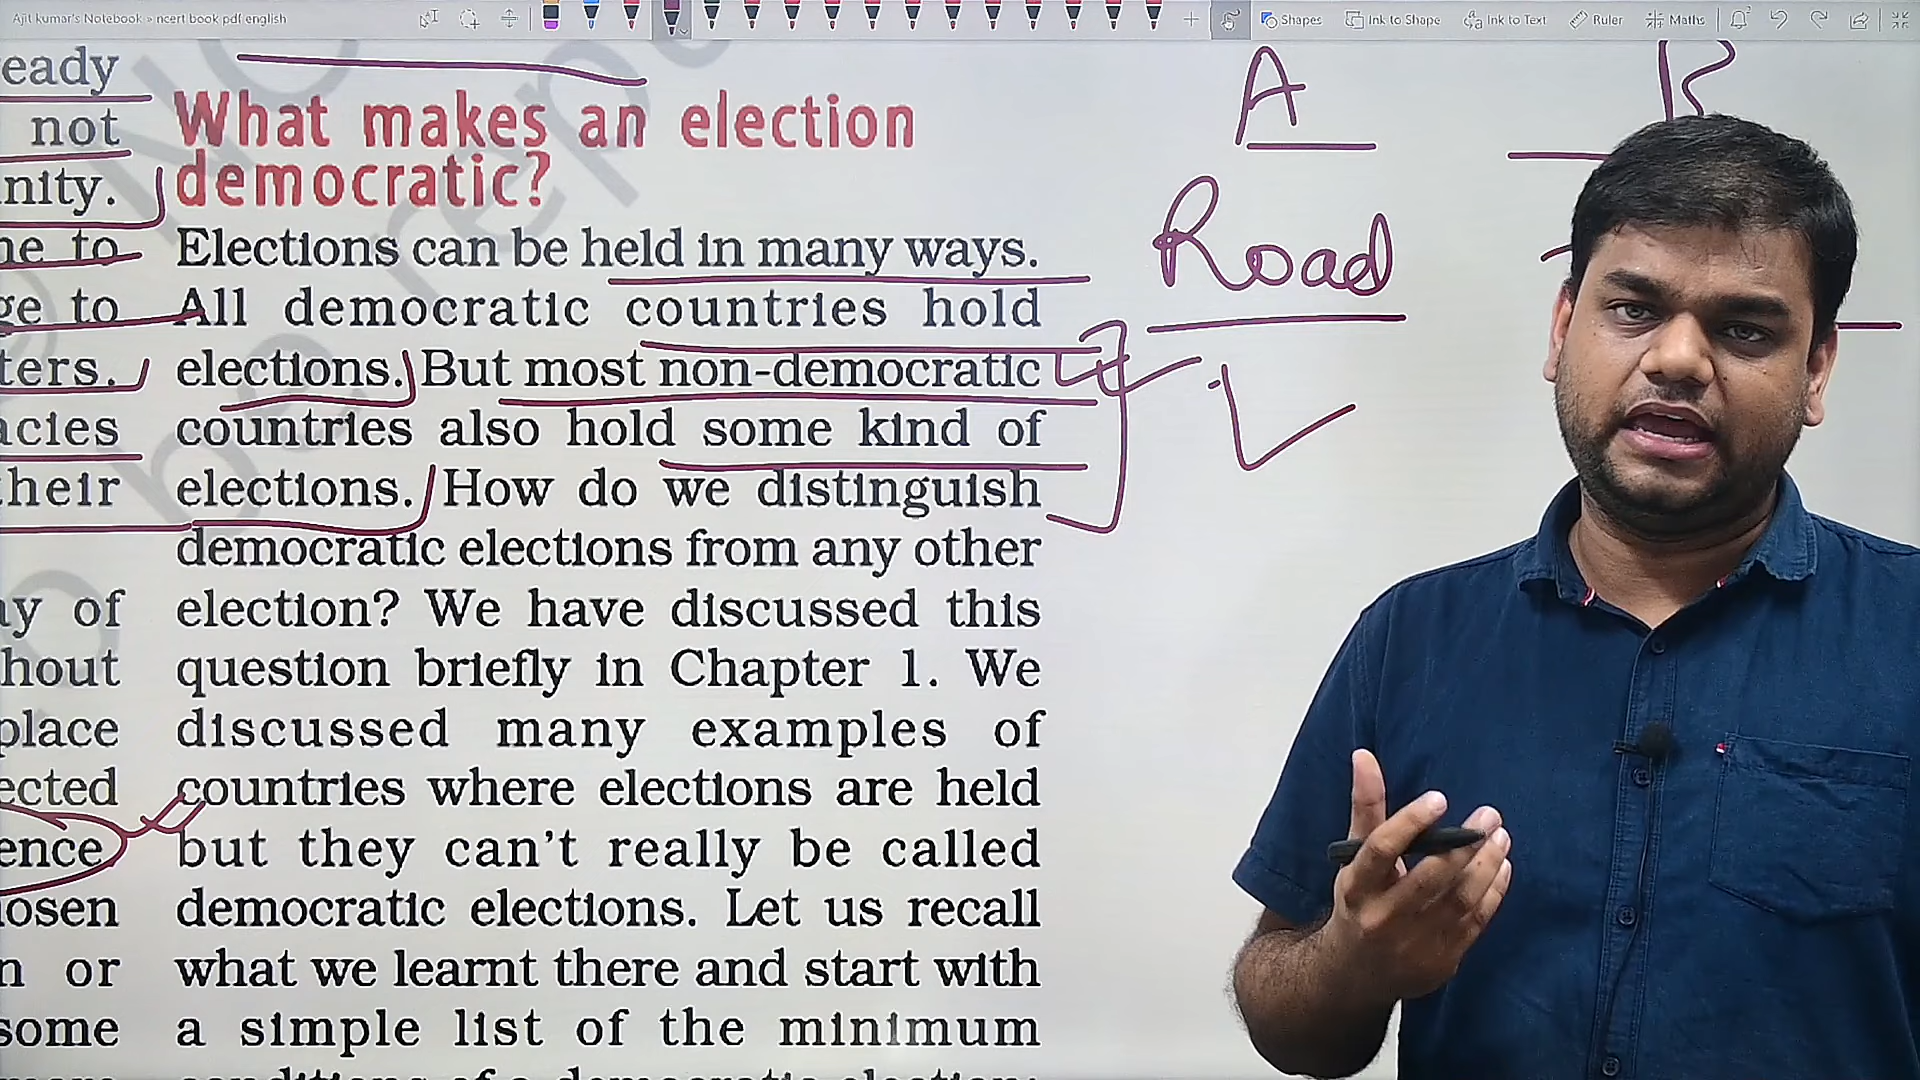 Ajit kumar's Notebook » ncert book pdf english
Shapes
Ink to Shape
Ink to Text
Ruler
Maths
eady
not
nity.
ne to
ge to
ters.
acies
heir
ay of
hout
place
ected
ence
osen
n or
some
What makes an election
democratic?
Elections can be held in many ways.
All democratic countries hold
elections. But most non-democratic
countries also hold some kind of
elections. How do we distinguish
democratic elections from any other
election? We have discussed this
question briefly in Chapter 1. We
discussed many examples of
countries where elections are held
but they can't really be called
democratic elections. Let us recall
what we learnt there and start with
a simple list of the minimum
conditions of a democratic election:
A
Road